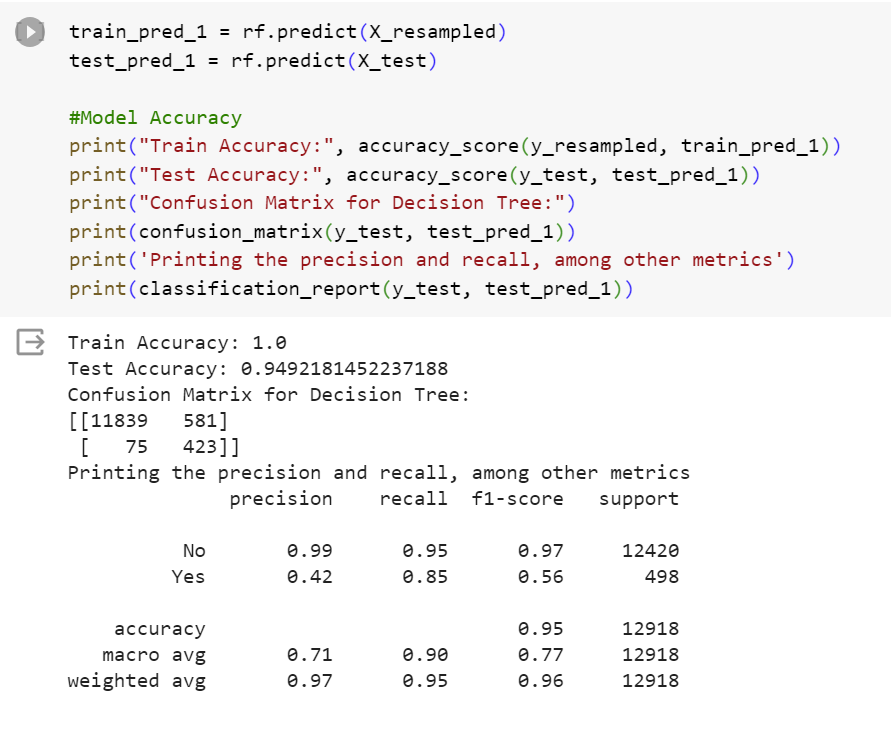 train_pred_1 = rf.predict(X_resampled)
test_pred_1 = rf.predict(X_test)
#Model Accuracy
print("Train Accuracy:", accuracy_score(y_resampled, train_pred_1))
print("Test Accuracy:", accuracy_score(y_test, test_pred_1))
print("Confusion Matrix for Decision Tree:")
print(confusion_matrix(y_test, test_pred_1))
print('Printing the precision and recall, among other metrics')
print(classification_report(y_test, test_pred_1))
Train Accuracy: 1.0
Test Accuracy: 0.9492181452237188
Confusion Matrix for Decision Tree:
[[11839   581]
 [   75   423]]
Printing the precision and recall, among other metrics
              precision    recall  f1-score   support
          No       0.99      0.95      0.97     12420
         Yes       0.42      0.85      0.56       498
    accuracy                           0.95     12918
   macro avg       0.71      0.90      0.77     12918
weighted avg       0.97      0.95      0.96     12918